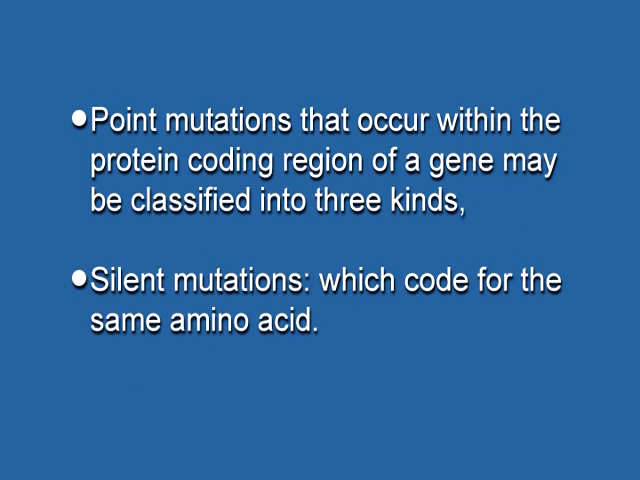 •Point mutations that occur within the
protein coding region of a gene may
be classified into three kinds,
•Silent mutations: which code for the
same amino acid.